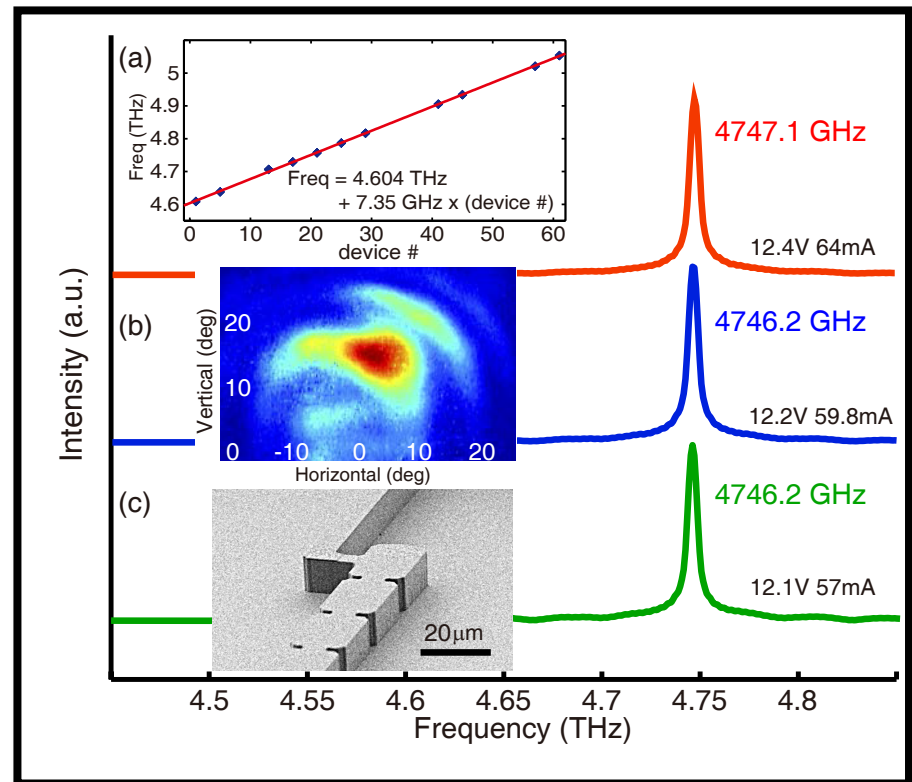 (a)
Freq (THz)
5
4.9
4.8
4.7
4.6
Freq = 4.604 THz
+ 7.35 GHz x (device #)
0 10 20 30 40 50 60
device #
4747.1 GHz
12.4V 64mA
Intensity (a.u.)
(b)
Vertical (deg)
20
10
0 -10 0 10 20
Horizontal (deg)
4746.2 GHz
12.2V 59.8mA
(c)
20μm
4746.2 GHz
12.1V 57mA
4.5 4.55 4.6 4.65 4.7 4.75 4.8
Frequency (THz)